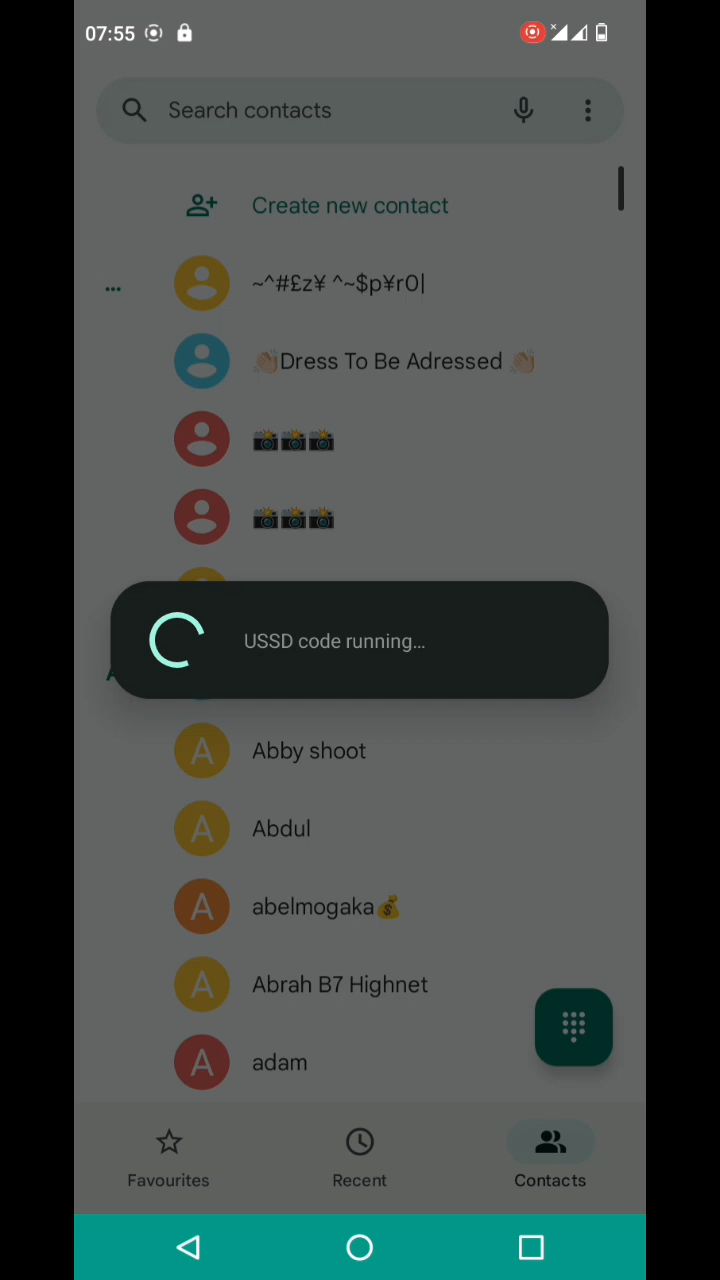 07:55
Search contacts
Create new contact
...
~^#£z¥ ^~$p¥rO|
👏🏻Dress To Be Adressed 👏🏻
📸📸📸
📸📸📸
USSD code running...
A Abby shoot
A Abdul
A abelmogaka💰
A Abrah B7 Highnet
A adam
Favourites Recent Contacts